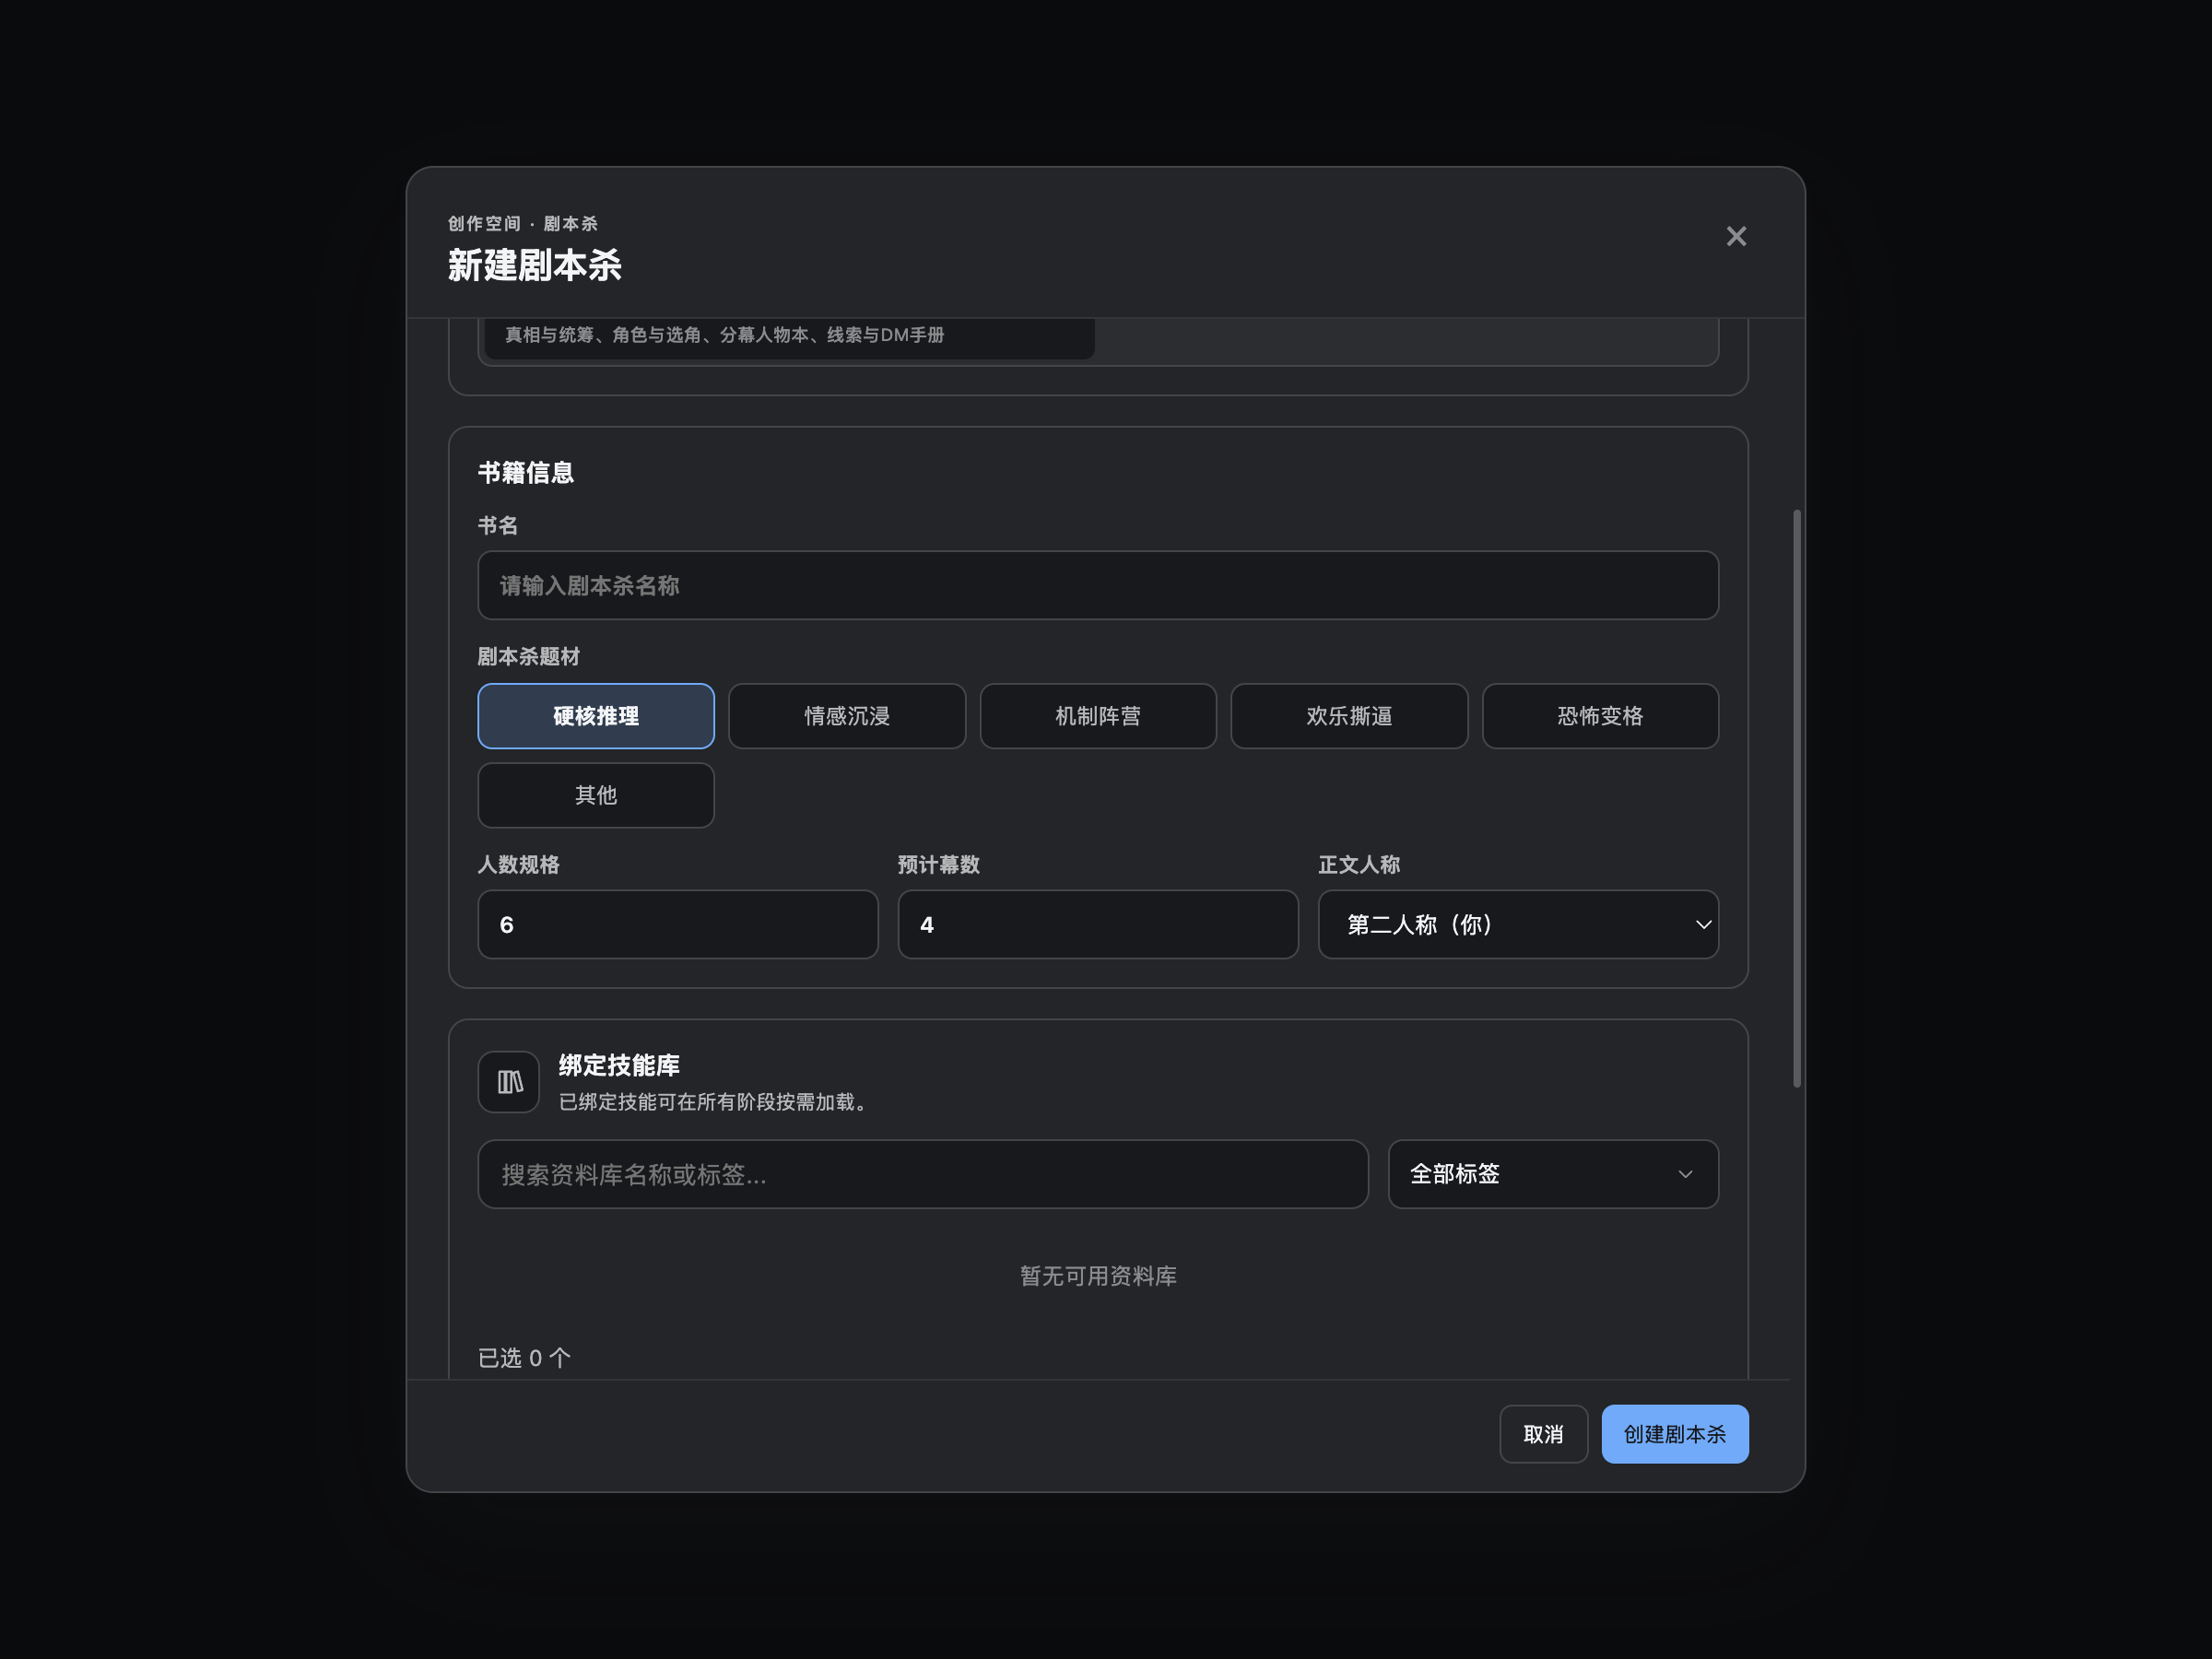 创作空间 · 剧本杀
新建剧本杀
真相与统筹、角色与选角、分幕人物本、线索与DM手册
书籍信息
书名
请输入剧本杀名称
剧本杀题材
硬核推理
情感沉浸
机制阵营
欢乐撕逼
恐怖变格
其他
人数规格
预计幕数
正文人称
6
4
第二人称（你）
绑定技能库
已绑定技能可在所有阶段按需加载。
搜索资料库名称或标签...
全部标签
暂无可用资料库
已选 0 个
取消
创建剧本杀